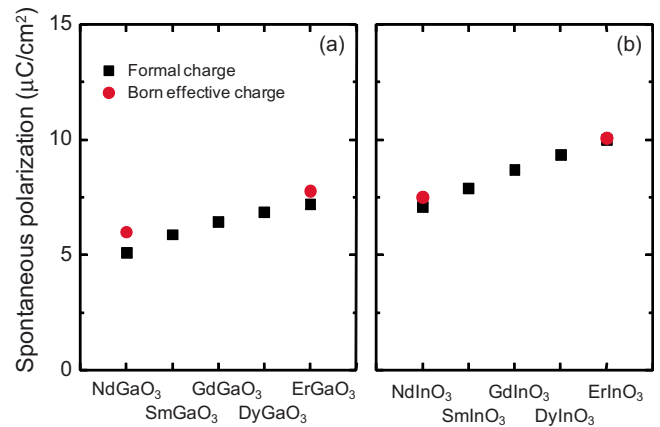 Spontaneous polarization (μC/cm²)
15
10
5
0
(a)
Formal charge
Born effective charge
(b)
NdGaO₃
GdGaO₃
ErGaO₃
SmGaO₃
DyGaO₃
NdInO₃
GdInO₃
ErInO₃
SmInO₃
DyInO₃